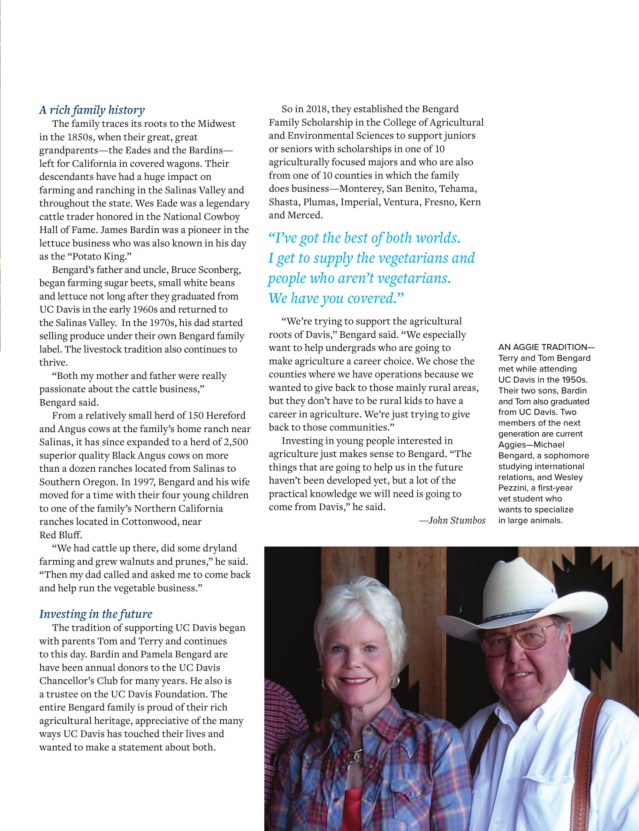 A rich family history
The family traces its roots to the Midwest
in the 1850s, when their great, great
grandparents—the Eades and the Bardins—
left for California in covered wagons. Their
descendants have had a huge impact on
farming and ranching in the Salinas Valley and
throughout the state. Wes Eade was a legendary
cattle trader honored in the National Cowboy
Hall of Fame. James Bardin was a pioneer in the
lettuce business who was also known in his day
as the “Potato King.”
Bengard’s father and uncle, Bruce Sconberg,
began farming sugar beets, small white beans
and lettuce not long after they graduated from
UC Davis in the early 1960s and returned to
the Salinas Valley. In the 1970s, his dad started
selling produce under their own Bengard family
label. The livestock tradition also continues to
thrive.
“Both my mother and father were really
passionate about the cattle business,”
Bengard said.
From a relatively small herd of 150 Hereford
and Angus cows at the family’s home ranch near
Salinas, it has since expanded to a herd of 2,500
superior quality Black Angus cows on more
than a dozen ranches located from Salinas to
Southern Oregon. In 1997, Bengard and his wife
moved for a time with their four young children
to one of the family’s Northern California
ranches located in Cottonwood, near
Red Bluff.
“We had cattle up there, did some dryland
farming and grew walnuts and prunes,” he said.
“Then my dad called and asked me to come back
and help run the vegetable business.”
Investing in the future
The tradition of supporting UC Davis began
with parents Tom and Terry and continues
to this day. Bardin and Pamela Bengard are
have been annual donors to the UC Davis
Chancellor’s Club for many years. He also is
a trustee on the UC Davis Foundation. The
entire Bengard family is proud of their rich
agricultural heritage, appreciative of the many
ways UC Davis has touched their lives and
wanted to make a statement about both.
So in 2018, they established the Bengard
Family Scholarship in the College of Agricultural
and Environmental Sciences to support juniors
or seniors with scholarships in one of 10
agriculturally focused majors and who are also
from one of 10 counties in which the family
does business—Monterey, San Benito, Tehama,
Shasta, Plumas, Imperial, Ventura, Fresno, Kern
and Merced.
“I’ve got the best of both worlds.
I get to supply the vegetarians and
people who aren’t vegetarians.
We have you covered.”
“We’re trying to support the agricultural
roots of Davis,” Bengard said. “We especially
want to help undergrads who are going to
make agriculture a career choice. We chose the
counties where we have operations because we
wanted to give back to those mainly rural areas,
but they don’t have to be rural kids to have a
career in agriculture. We’re just trying to give
back to those communities.”
Investing in young people interested in
agriculture just makes sense to Bengard. “The
things that are going to help us in the future
haven’t been developed yet, but a lot of the
practical knowledge we will need is going to
come from Davis,” he said.
—John Stumbos
AN AGGIE TRADITION—
Terry and Tom Bengard
met while attending
UC Davis in the 1950s.
Their two sons, Bardin
and Tom also graduated
from UC Davis. Two
members of the next
generation are current
Aggies—Michael
Bengard, a sophomore
studying international
relations, and Wesley
Pezzini, a first-year
vet student who
wants to specialize
in large animals.